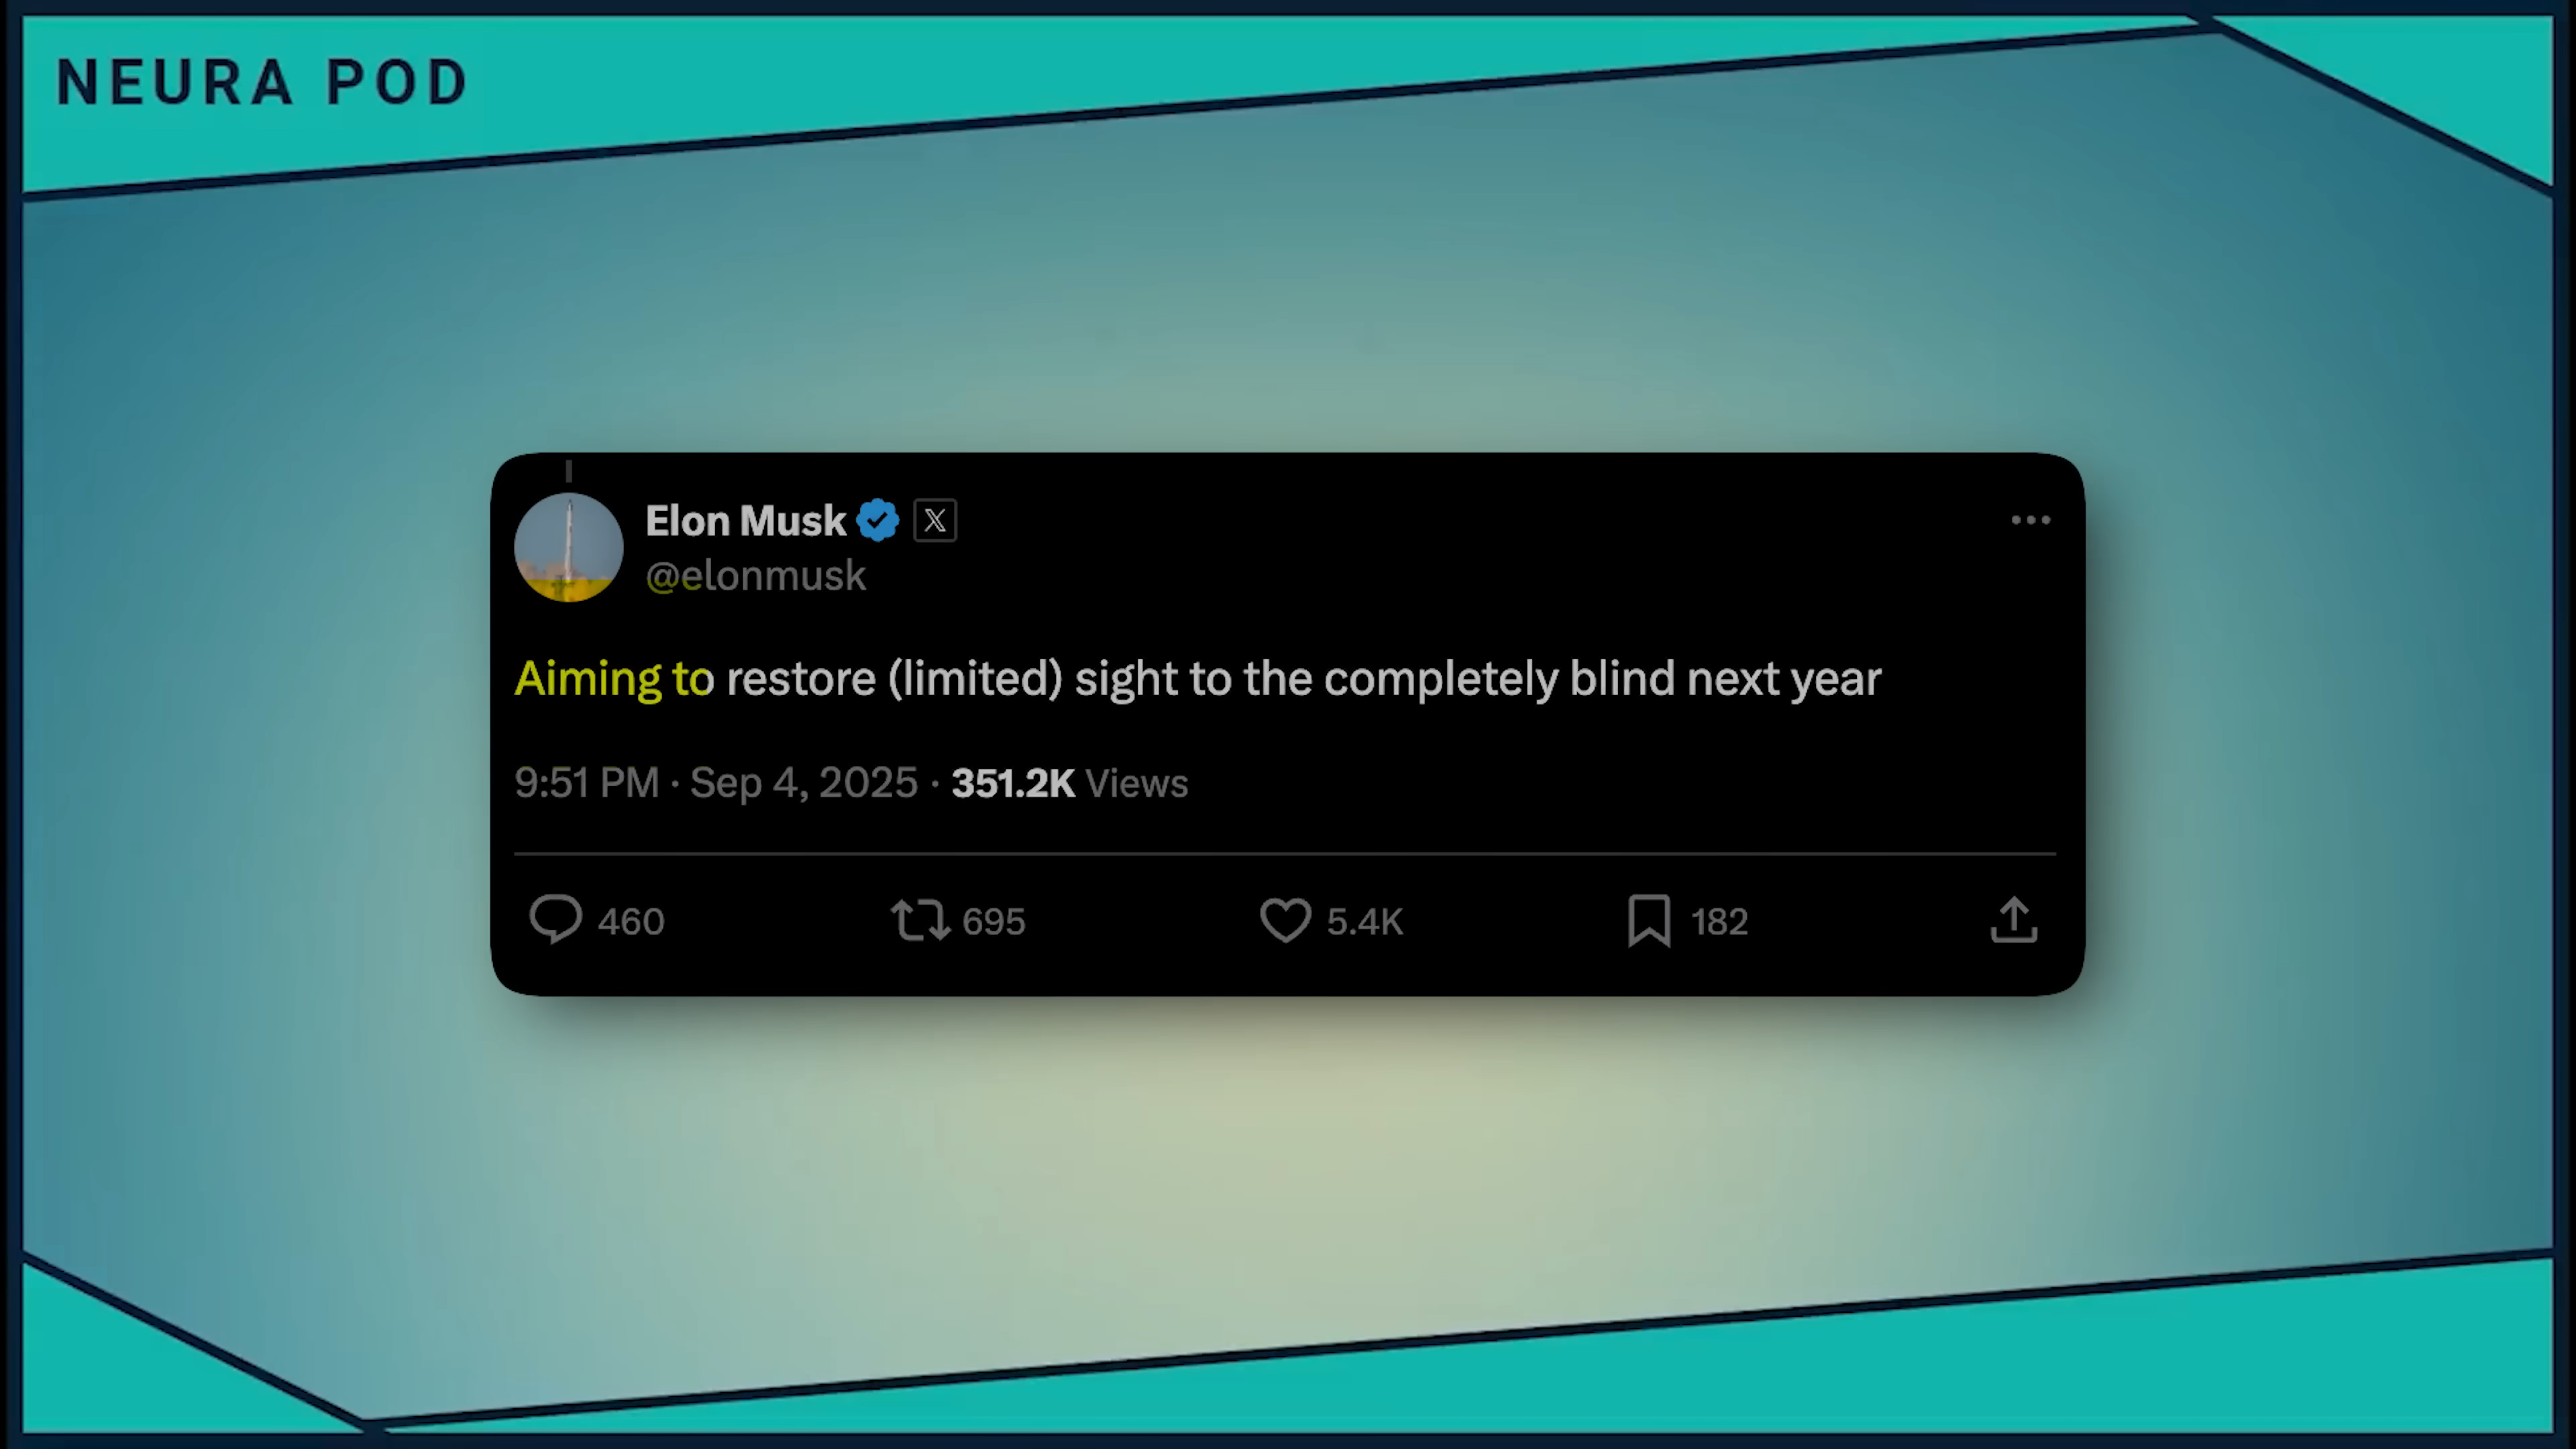 NEURA POD
Elon Musk
@elonmusk
Aiming to restore (limited) sight to the completely blind next year
9:51 PM · Sep 4, 2025 · 351.2K Views
460 695 5.4K 182